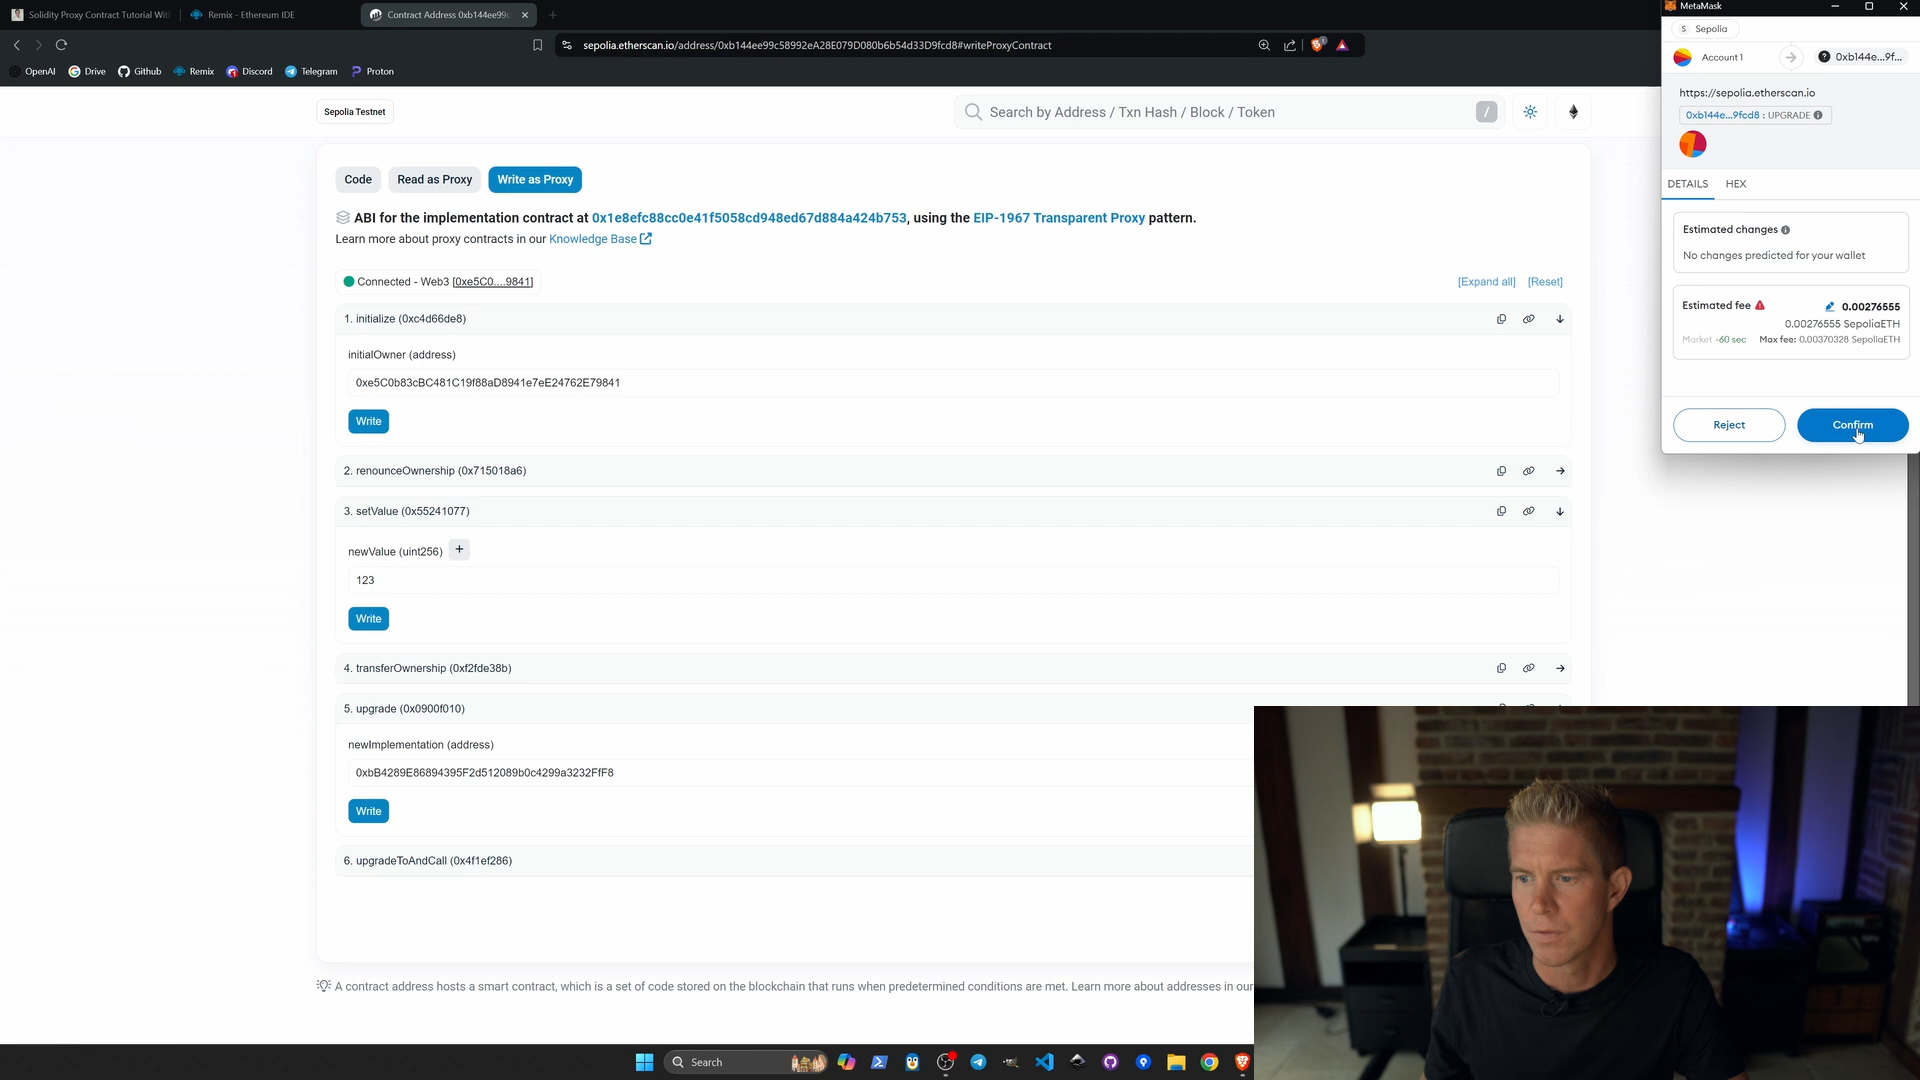 Solidity Proxy Contract Tutorial Wit
Remix - Ethereum IDE
Contract Address 0xb144ee99c
MetaMask
sepolia.etherscan.io/address/0xb144ee99c58992eA28E079D080b6b54d33D9fcd8#writeProxyContract
OpenAI
Drive
Github
Remix
Discord
Telegram
Proton
S Sepolia
Account 1
0xb144e...9f...
https://sepolia.etherscan.io
0xb144e...9fcd8 : UPGRADE
DETAILS
HEX
Estimated changes
No changes predicted for your wallet
Estimated fee
0.00276555
0.00276555 SepoliaETH
Market ~60 sec
Max fee: 0.00370328 SepoliaETH
Reject
Confirm
Sepolia Testnet
Search by Address / Txn Hash / Block / Token
/
Code
Read as Proxy
Write as Proxy
ABI for the implementation contract at 0x1e8efc88cc0e41f5058cd948ed67d884a424b753, using the EIP-1967 Transparent Proxy pattern.
Learn more about proxy contracts in our Knowledge Base
Connected - Web3 [0xe5C0....9841]
[Expand all]
[Reset]
1. initialize (0xc4d66de8)
initialOwner (address)
0xe5C0b83cBC481C19f88aD8941e7eE24762E79841
Write
2. renounceOwnership (0x715018a6)
3. setValue (0x55241077)
newValue (uint256)
+
123
Write
4. transferOwnership (0xf2fde38b)
5. upgrade (0x0900f010)
newImplementation (address)
0xbB4289E86894395F2d512089b0c4299a3232FfF8
Write
6. upgradeToAndCall (0x4f1ef286)
A contract address hosts a smart contract, which is a set of code stored on the blockchain that runs when predetermined conditions are met. Learn more about addresses in our
Search